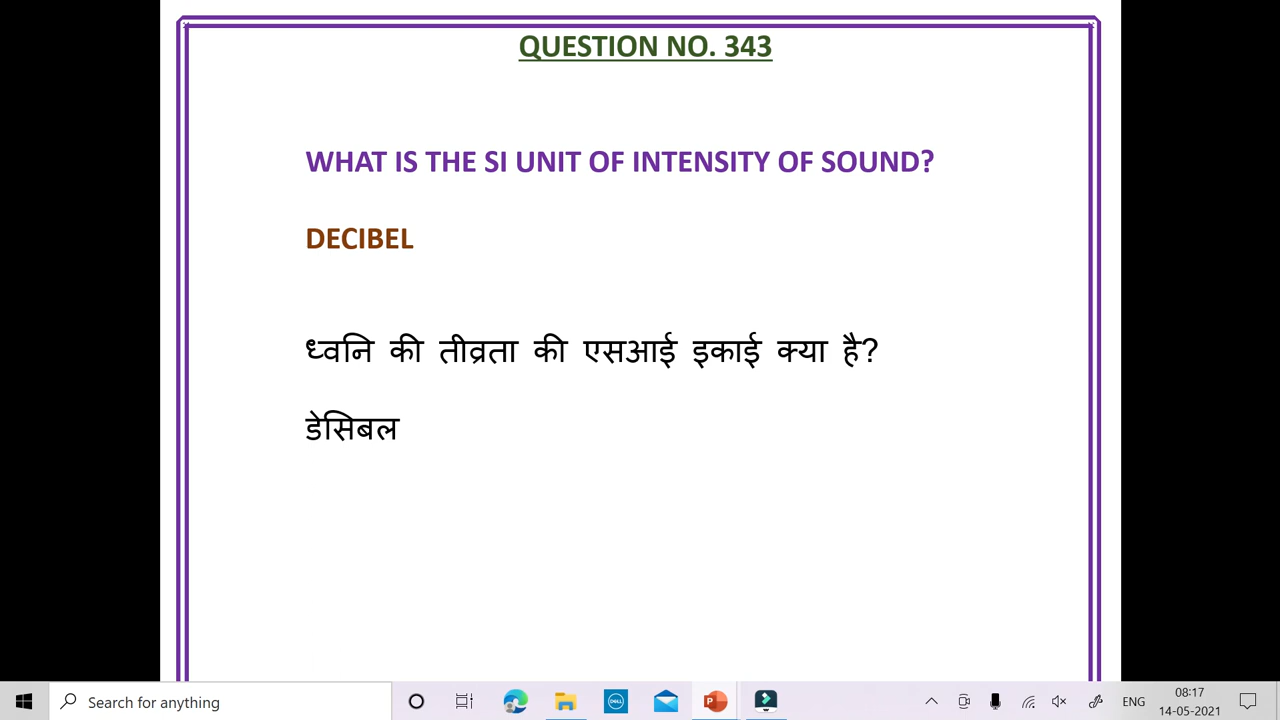 QUESTION NO. 343
WHAT IS THE SI UNIT OF INTENSITY OF SOUND?
DECIBEL
ध्वनि की तीव्रता की एसआई इकाई क्या है?
डेसिबल
Search for anything
DELL
P
ENG
08:17
14-05-2021